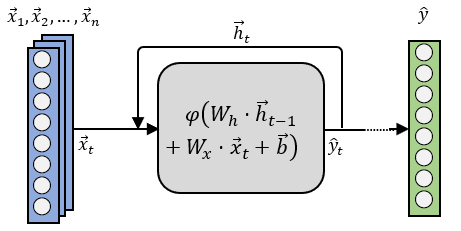 x⃗₁, x⃗₂, … , x⃗ₙ
ŷ
h⃗ₜ
φ(Wₕ · h⃗ₜ₋₁
+ Wₓ · x⃗ₜ + b⃗)
x⃗ₜ
ŷₜ